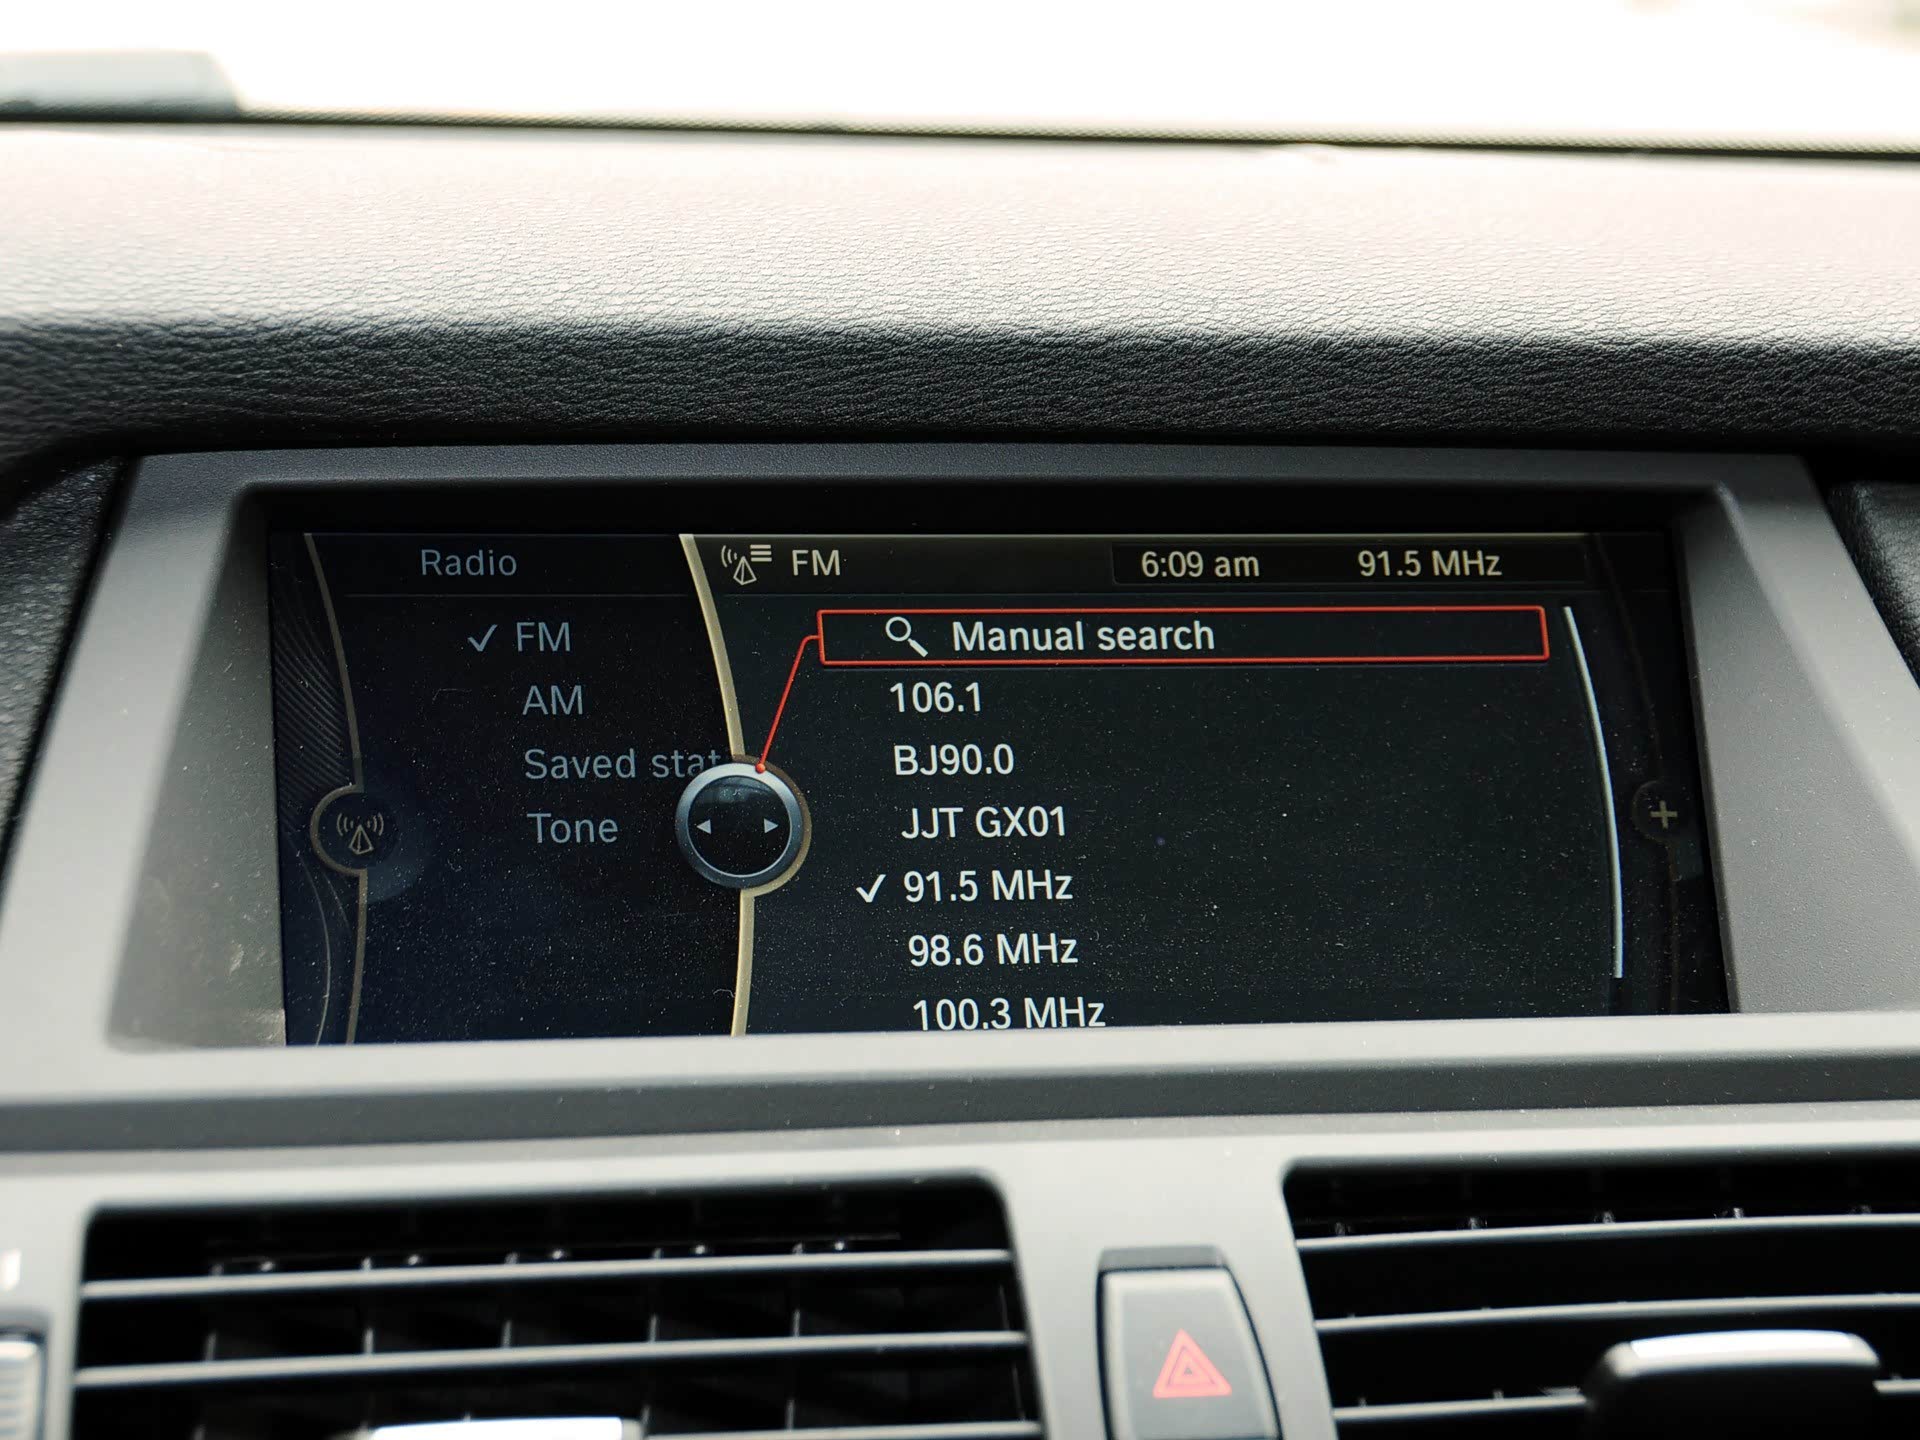 Radio
FM
AM
Saved stat
Tone
FM 6:09 am 91.5 MHz
Manual search
106.1
BJ90.0
JJT GX01
✓ 91.5 MHz
98.6 MHz
100.3 MHz